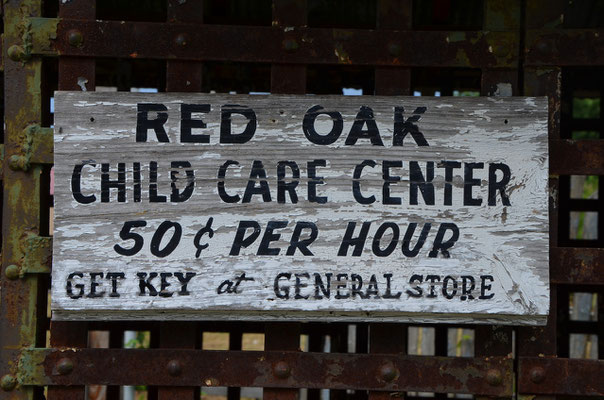 RED OAK
CHILD CARE CENTER
50¢ PER HOUR
GET KEY at GENERAL STORE